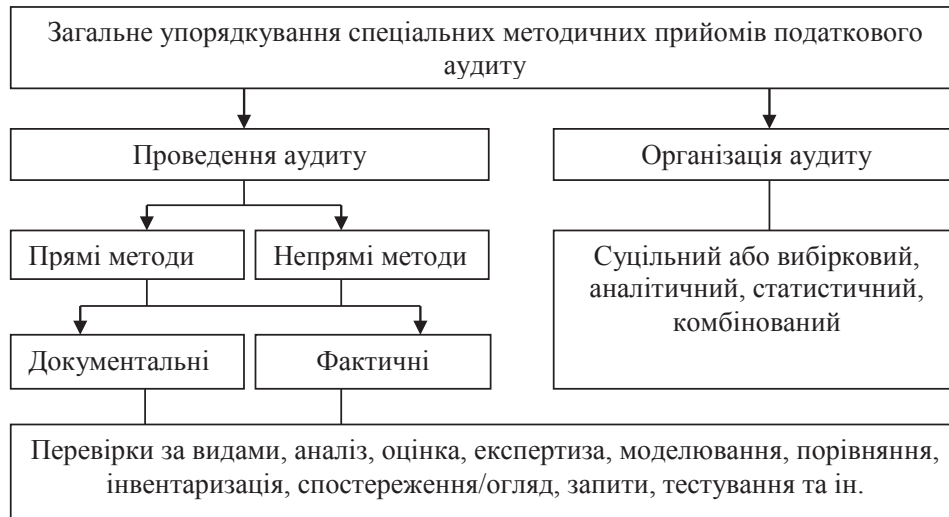 Загальне упорядкування спеціальних методичних прийомів податкового
аудиту
Проведення аудиту
Організація аудиту
Прямі методи
Непрямі методи
Суцільний або вибірковий,
аналітичний, статистичний,
комбінований
Документальні
Фактичні
Перевірки за видами, аналіз, оцінка, експертиза, моделювання, порівняння,
інвентаризація, спостереження/огляд, запити, тестування та ін.